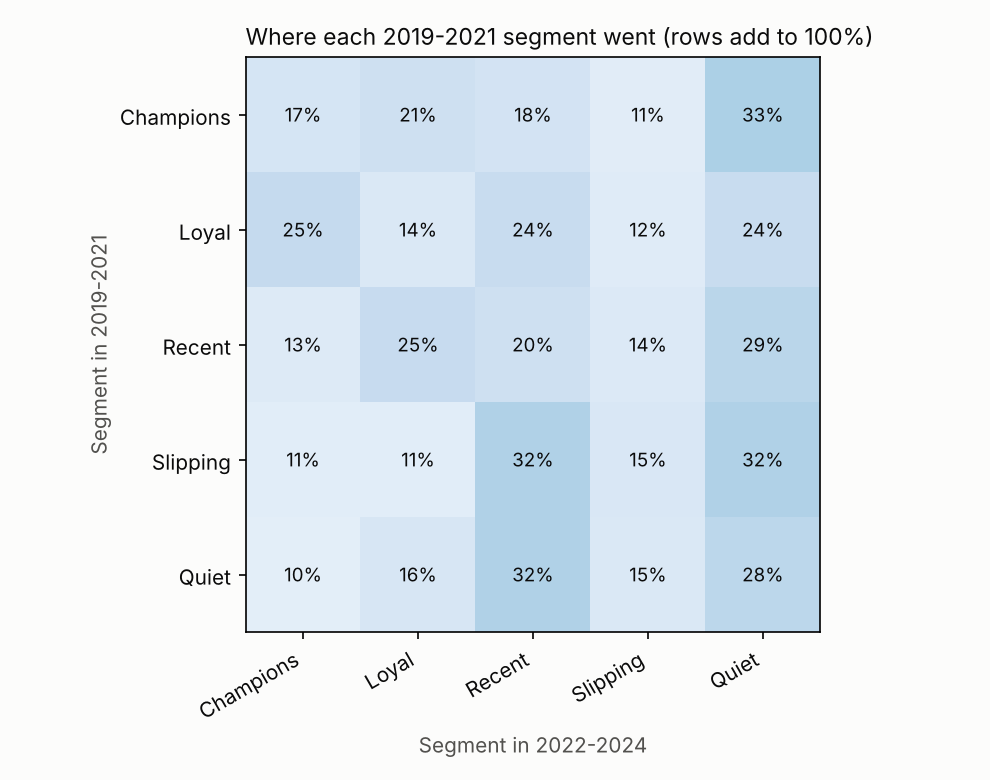 Where each 2019-2021 segment went (rows add to 100%)
Segment in 2019-2021
Champions 17% 21% 18% 11% 33%
Loyal 25% 14% 24% 12% 24%
Recent 13% 25% 20% 14% 29%
Slipping 11% 11% 32% 15% 32%
Quiet 10% 16% 32% 15% 28%
Champions Loyal Recent Slipping Quiet
Segment in 2022-2024